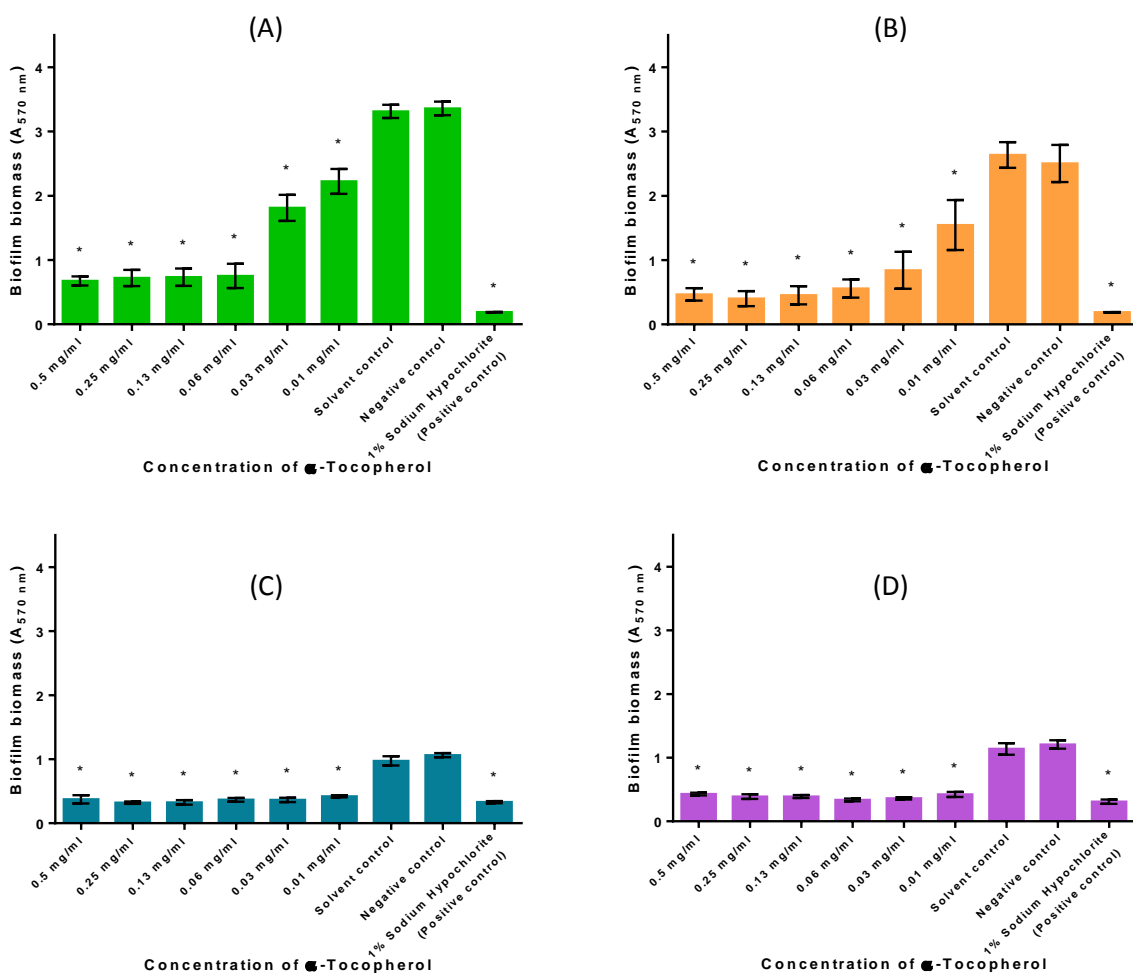 (A)
Biofilm biomass (A570 nm)
4
3
2
1
0
*
*
*
*
*
*
*
0.5 mg/ml
0.25 mg/ml
0.13 mg/ml
0.06 mg/ml
0.03 mg/ml
0.01 mg/ml
Solvent control
Negative control
1% Sodium Hypochlorite
(Positive control)
Concentration of α-Tocopherol
(B)
Biofilm biomass (A570 nm)
4
3
2
1
0
*
*
*
*
*
*
*
0.5 mg/ml
0.25 mg/ml
0.13 mg/ml
0.06 mg/ml
0.03 mg/ml
0.01 mg/ml
Solvent control
Negative control
1% Sodium Hypochlorite
(Positive control)
Concentration of α-Tocopherol
(C)
Biofilm biomass (A570 nm)
4
3
2
1
0
*
*
*
*
*
*
*
0.5 mg/ml
0.25 mg/ml
0.13 mg/ml
0.06 mg/ml
0.03 mg/ml
0.01 mg/ml
Solvent control
Negative control
1% Sodium Hypochlorite
(Positive control)
Concentration of α-Tocopherol
(D)
Biofilm biomass (A570 nm)
4
3
2
1
0
*
*
*
*
*
*
*
0.5 mg/ml
0.25 mg/ml
0.13 mg/ml
0.06 mg/ml
0.03 mg/ml
0.01 mg/ml
Solvent control
Negative control
1% Sodium Hypochlorite
(Positive control)
Concentration of α-Tocopherol